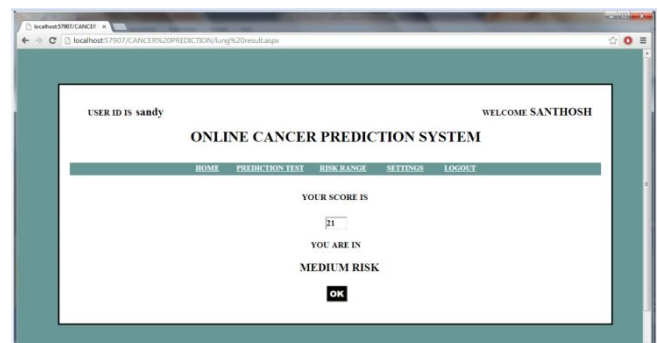 localhost:57907/CANCER
localhost:57907/CANCER%20PREDICTION/lung%20result.aspx
USER ID IS sandy
WELCOME SANTHOSH
ONLINE CANCER PREDICTION SYSTEM
HOME PREDICTION TEST RISK RANGE SETTINGS LOGOUT
YOUR SCORE IS
21
YOU ARE IN
MEDIUM RISK
OK